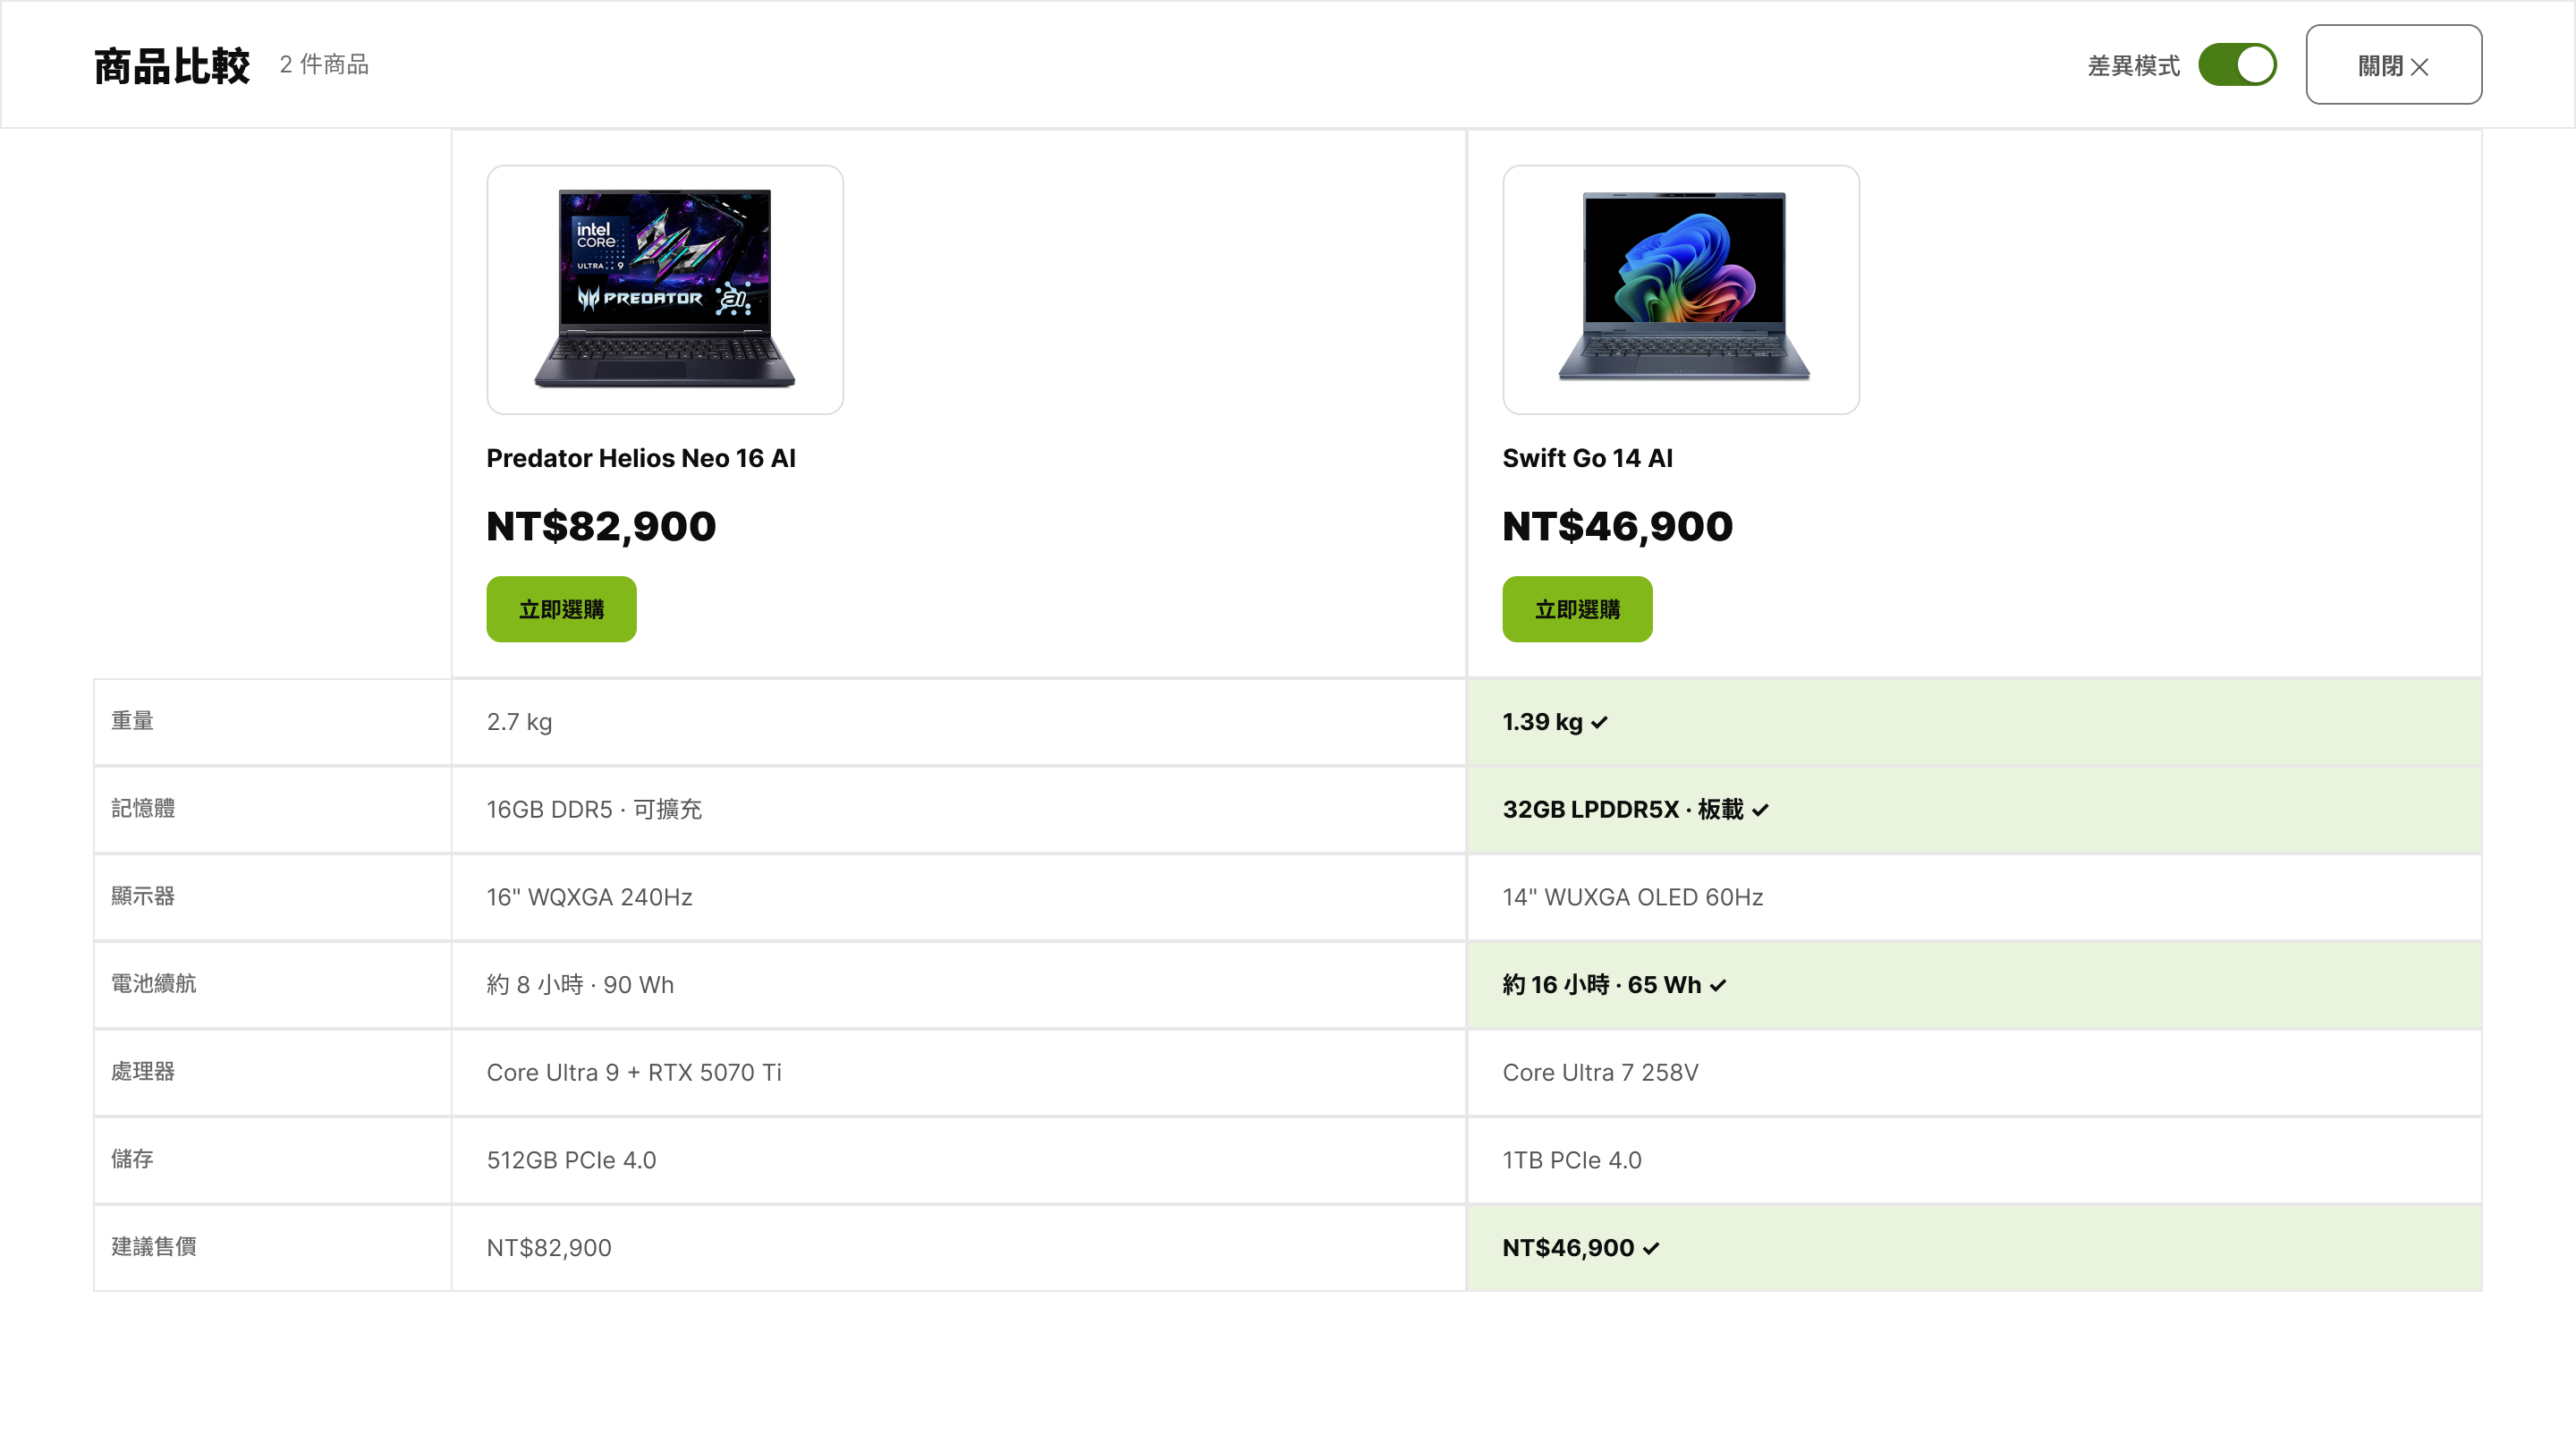 商品比較 2 件商品 差異模式 關閉 ×
intel
CORE
ULTRA 9
PREDATOR ai
Predator Helios Neo 16 AI Swift Go 14 AI
NT$82,900 NT$46,900
立即選購 立即選購
重量 2.7 kg 1.39 kg ✓
記憶體 16GB DDR5 · 可擴充 32GB LPDDR5X · 板載 ✓
顯示器 16" WQXGA 240Hz 14" WUXGA OLED 60Hz
電池續航 約 8 小時 · 90 Wh 約 16 小時 · 65 Wh ✓
處理器 Core Ultra 9 + RTX 5070 Ti Core Ultra 7 258V
儲存 512GB PCIe 4.0 1TB PCIe 4.0
建議售價 NT$82,900 NT$46,900 ✓